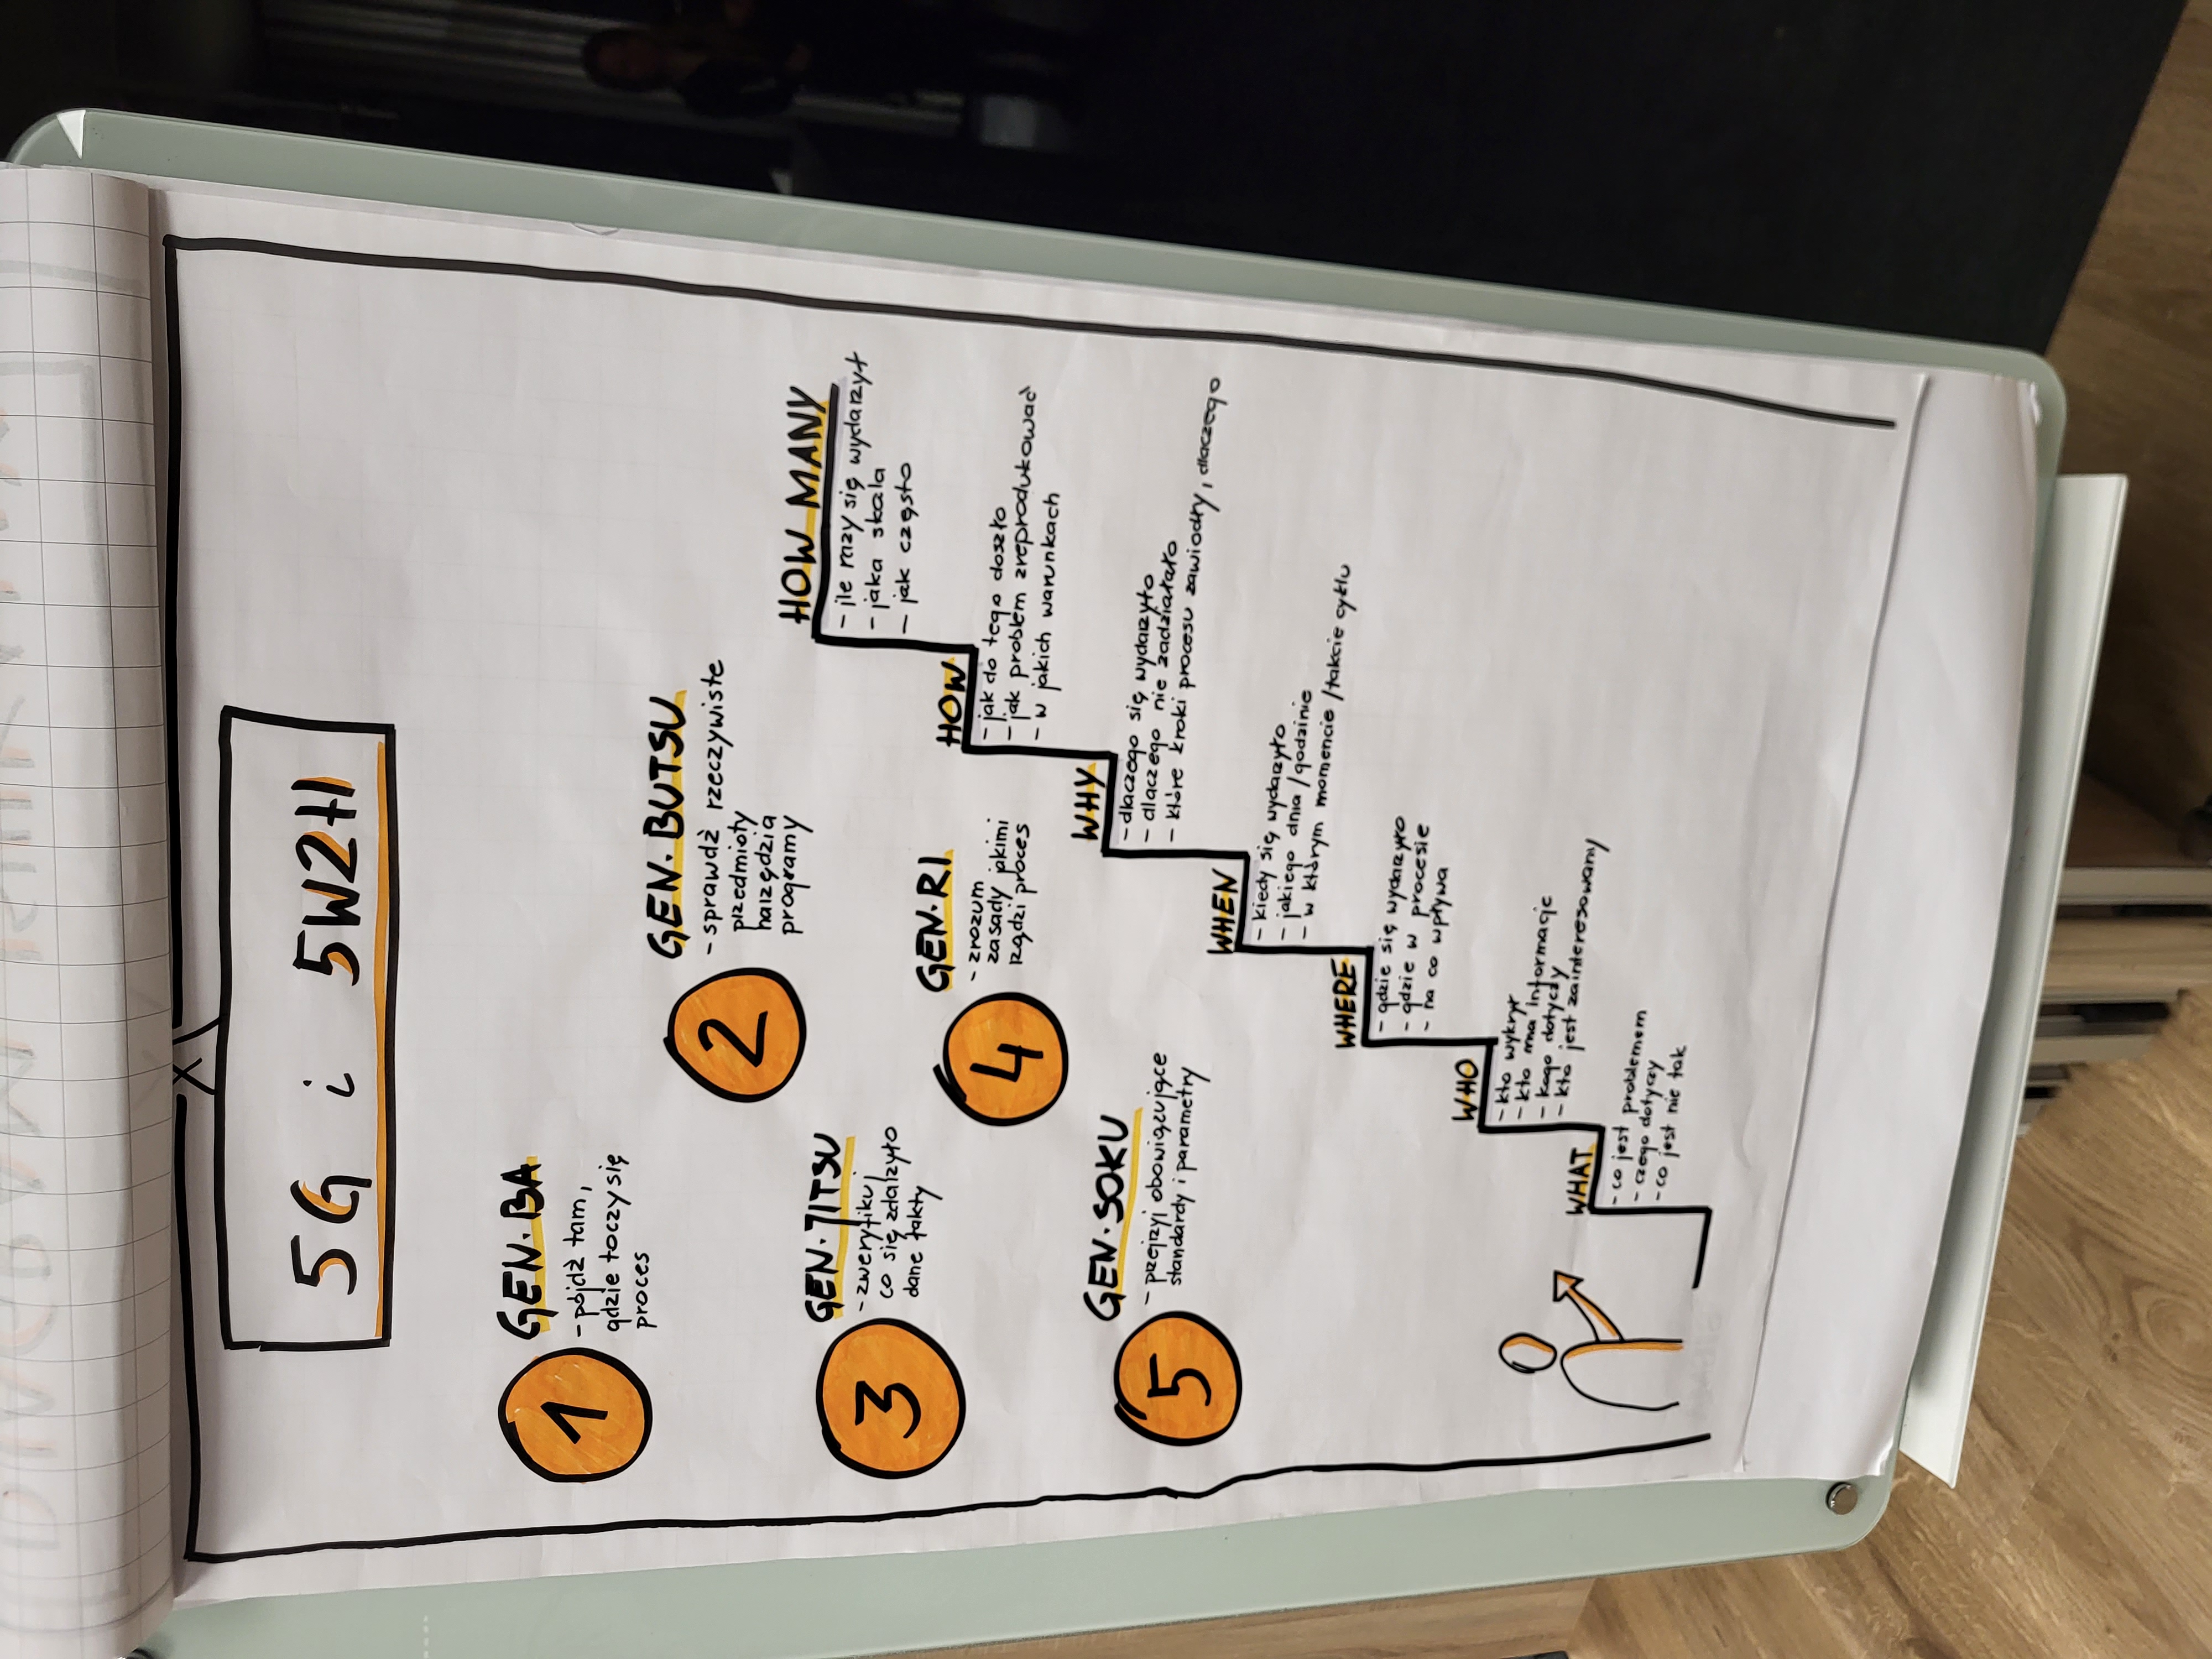 5G i 5W2H
1
GEN·BA
- pójdź tam,
gdzie toczy się
proces
2
GEN·BUTSU
- sprawdź rzeczywiste
przedmioty
narzędzia
programy
3
GEN·JITSU
- zweryfikuj
co się zdarzyło
dane fakty
4
GEN·RI
- zrozum
zasady jakimi
rządzi proces
5
GEN·SOKU
- przejrzyj obowiązujące
standardy i parametry
HOW MANY
- ile razy się wydarzył
- jaka skala
- jak często
HOW
- jak do tego doszło
- jak problem zreprodukować
- w jakich warunkach
WHY
- dlaczego się wydarzyło
- dlaczego nie zadziałało
- które kroki procesu zawiodły, dlaczego
WHEN
- kiedy się wydarzyło
- jakiego dnia / godzinie
- w którym momencie / takcie cyklu
WHERE
- gdzie się wydarzyło
- gdzie w procesie
- na co wpływa
WHO
- kto wykrył
- kto ma informacje
- kogo dotyczy
- kto jest zainteresowany
WHAT
- co jest problemem
- czego dotyczy
- co jest nie tak